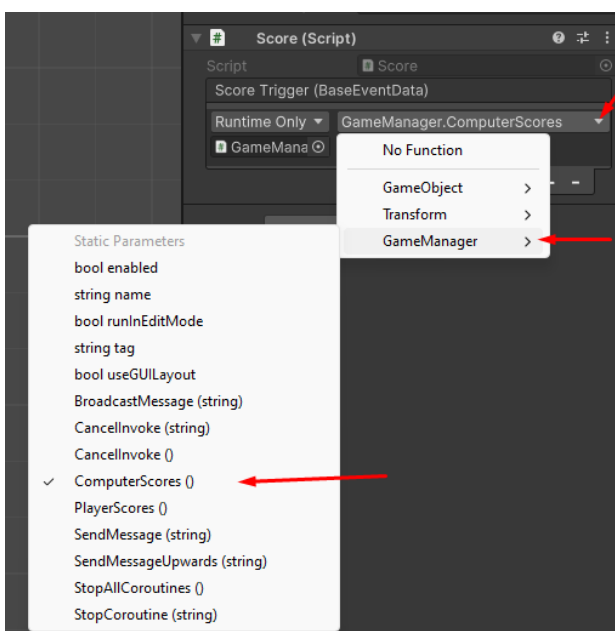 Score (Script)
Script
Score
Score Trigger (BaseEventData)
Runtime Only
GameManager.ComputerScores
GameMana
No Function
GameObject
Transform
GameManager
Static Parameters
bool enabled
string name
bool runInEditMode
string tag
bool useGUILayout
BroadcastMessage (string)
CancelInvoke (string)
CancelInvoke ()
ComputerScores ()
PlayerScores ()
SendMessage (string)
SendMessageUpwards (string)
StopAllCoroutines ()
StopCoroutine (string)